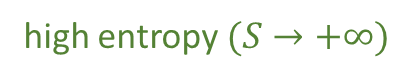 high entropy (𝑆 → +∞)